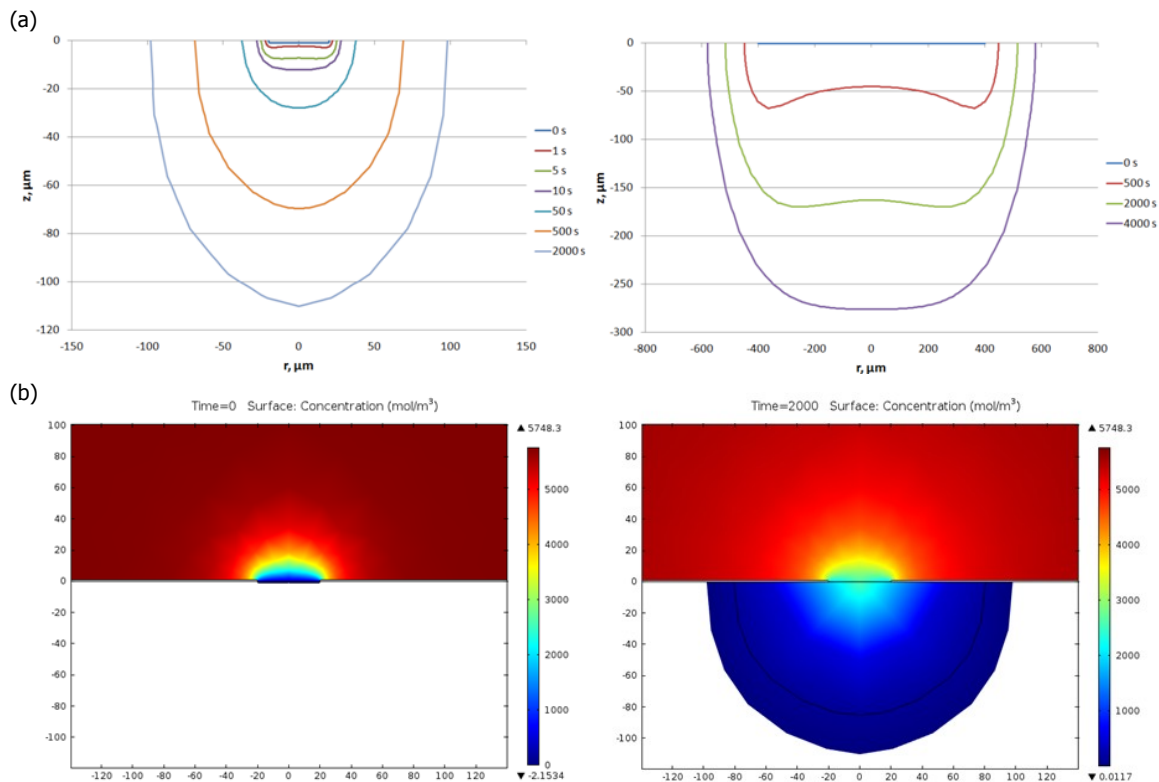 (a)
0
-20
-40
-60
-80
-100
-120
z, µm
-150 -100 -50 0 50 100 150
r, µm
0 s
1 s
5 s
10 s
50 s
500 s
2000 s
0
-50
-100
-150
-200
-250
-300
z, µm
-800 -600 -400 -200 0 200 400 600 800
r, µm
0 s
500 s
2000 s
4000 s
(b)
Time=0 Surface: Concentration (mol/m³)
100
80
60
40
20
0
-20
-40
-60
-80
-100
-120 -100 -80 -60 -40 -20 0 20 40 60 80 100 120
▲ 5748.3
5000
4000
3000
2000
1000
0
▼ -2.1534
Time=2000 Surface: Concentration (mol/m³)
100
80
60
40
20
0
-20
-40
-60
-80
-100
-120 -100 -80 -60 -40 -20 0 20 40 60 80 100 120
▲ 5748.3
5000
4000
3000
2000
1000
▼ 0.0117